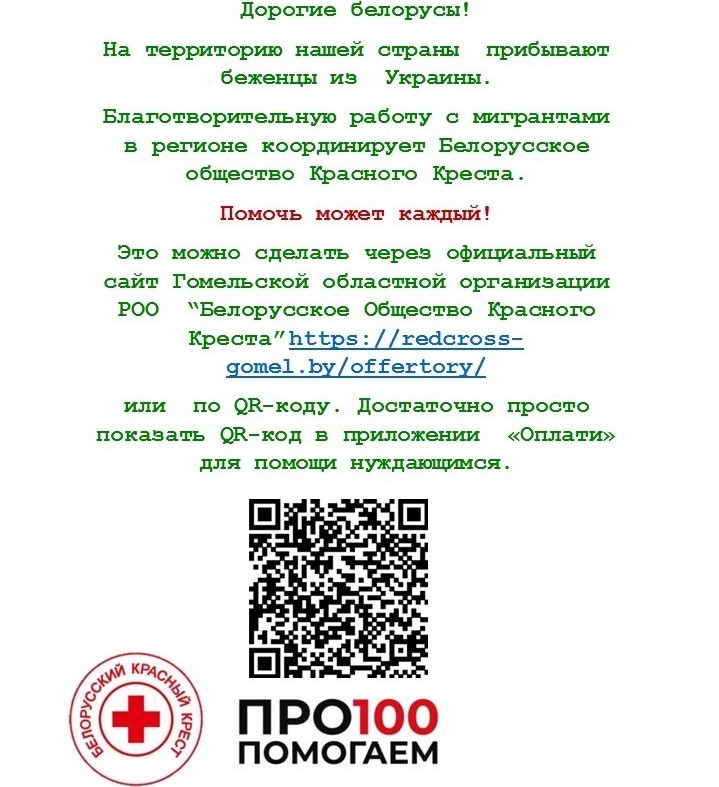 Дорогие белорусы!
На территорию нашей страны прибывают
беженцы из Украины.
Благотворительную работу с мигрантами
в регионе координирует Белорусское
общество Красного Креста.
Помочь может каждый!
Это можно сделать через официальный
сайт Гомельской областной организации
РОО “Белорусское Общество Красного
Креста”https://redcross-
gomel.by/offertory/
или по QR-коду. Достаточно просто
показать QR-код в приложении «Оплати»
для помощи нуждающимся.
БЕЛОРУССКИЙ КРАСНЫЙ КРЕСТ
ПРО100
ПОМОГАЕМ